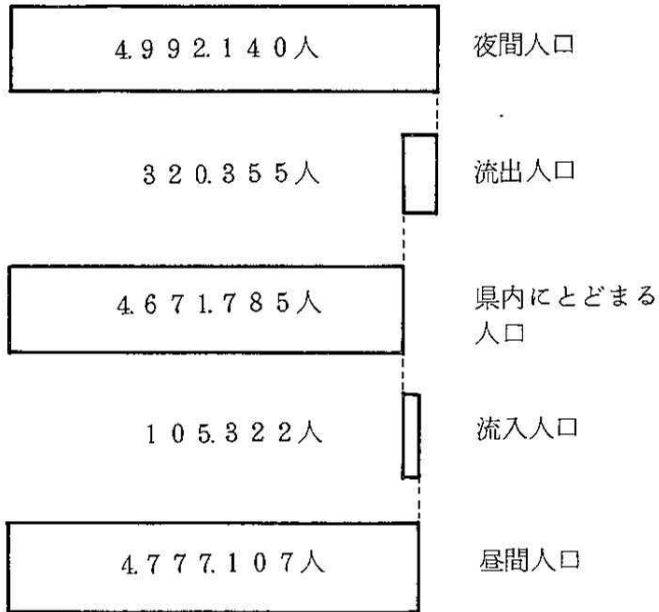 4.992.140人 夜間人口
320.355人 流出人口
4.671.785人 県内にとどまる
人口
105.322人 流入人口
4.777.107人 昼間人口